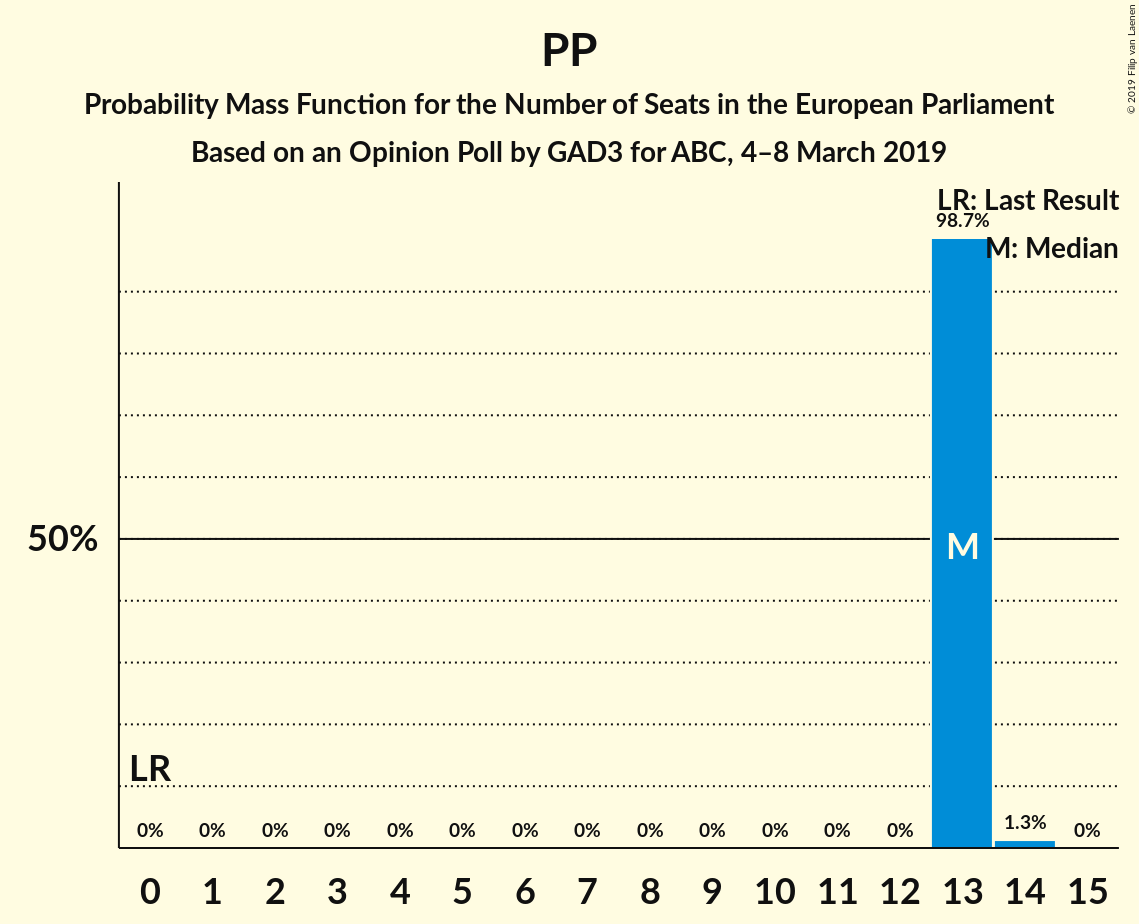 PP
Probability Mass Function for the Number of Seats in the European Parliament
Based on an Opinion Poll by GAD3 for ABC, 4–8 March 2019
© 2019 Filip van Laenen
LR: Last Result
98.7%
M: Median
50%
M
LR
0% 0% 0% 0% 0% 0% 0% 0% 0% 0% 0% 0% 0% 1.3% 0%
0 1 2 3 4 5 6 7 8 9 10 11 12 13 14 15